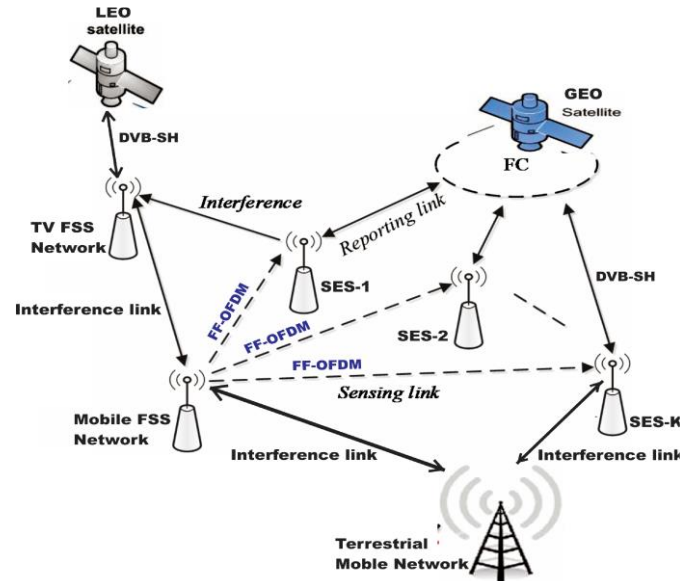 LEO
satellite
GEO
Satellite
DVB-SH
FC
Interference
Reporting link
TV FSS
Network
SES-1
DVB-SH
Interference link
FF-OFDM
FF-OFDM
SES-2
FF-OFDM
Sensing link
Mobile FSS
Network
SES-K
Interference link
Interference link
Terrestrial
Moble Network